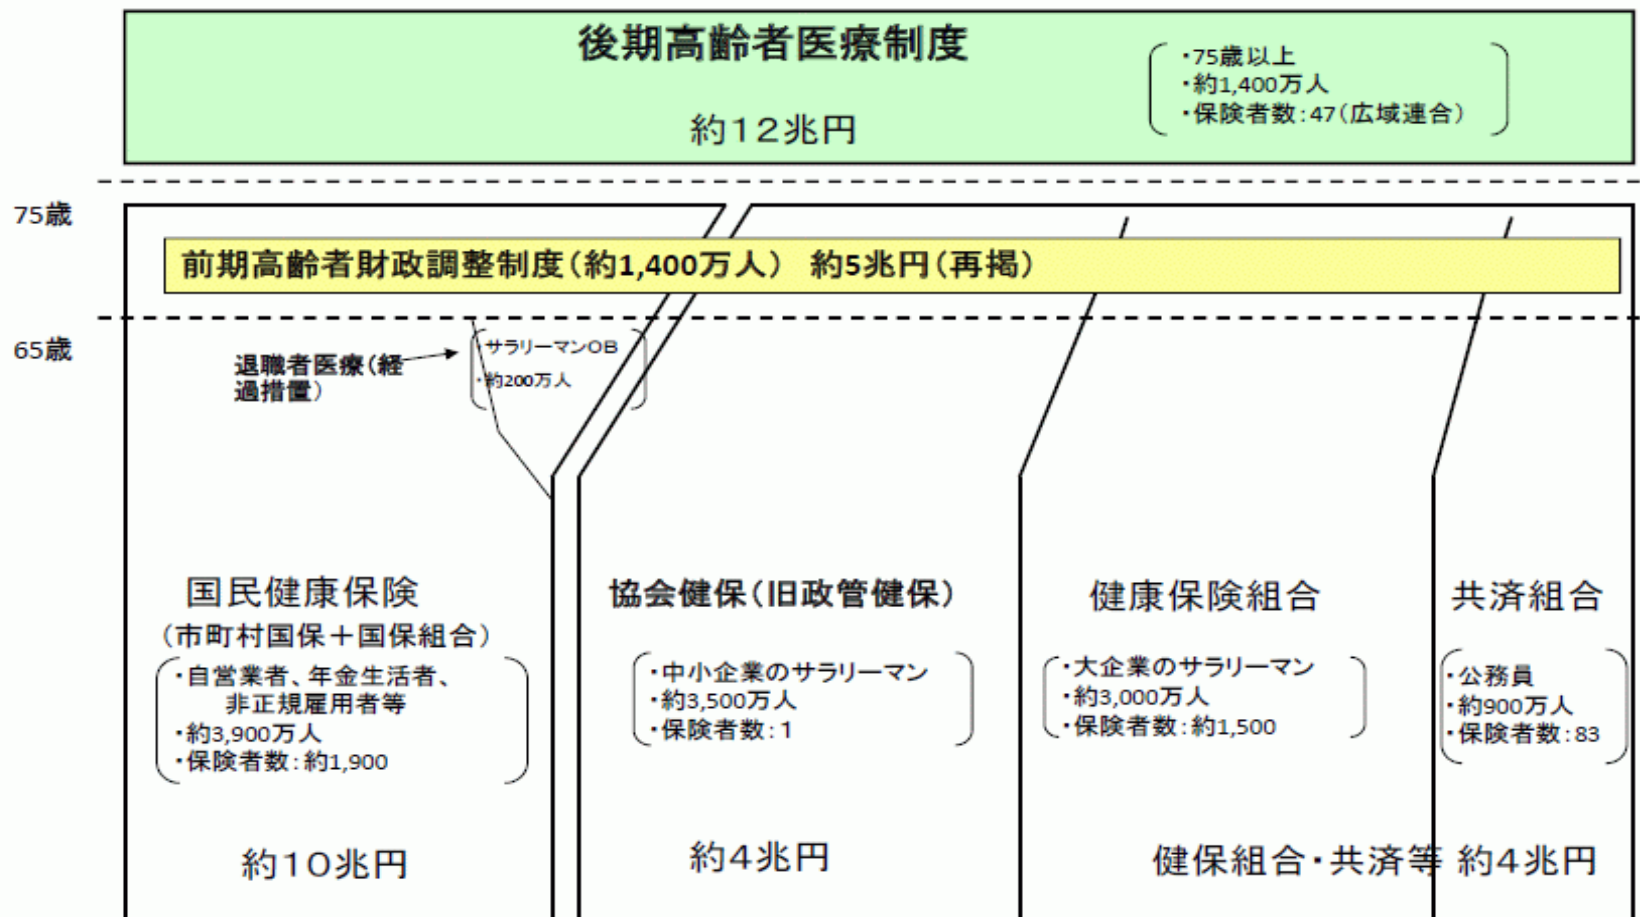 後期高齢者医療制度
・75歳以上
・約1,400万人
・保険者数:47(広域連合)
約12兆円
75歳
前期高齢者財政調整制度(約1,400万人) 約5兆円(再掲)
65歳
退職者医療(経
過措置)
・サラリーマンOB
・約200万人
国民健康保険
(市町村国保+国保組合)
・自営業者、年金生活者、
非正規雇用者等
・約3,900万人
・保険者数:約1,900
約10兆円
協会健保(旧政管健保)
・中小企業のサラリーマン
・約3,500万人
・保険者数:1
約4兆円
健康保険組合
・大企業のサラリーマン
・約3,000万人
・保険者数:約1,500
共済組合
・公務員
・約900万人
・保険者数:83
健保組合・共済等 約4兆円